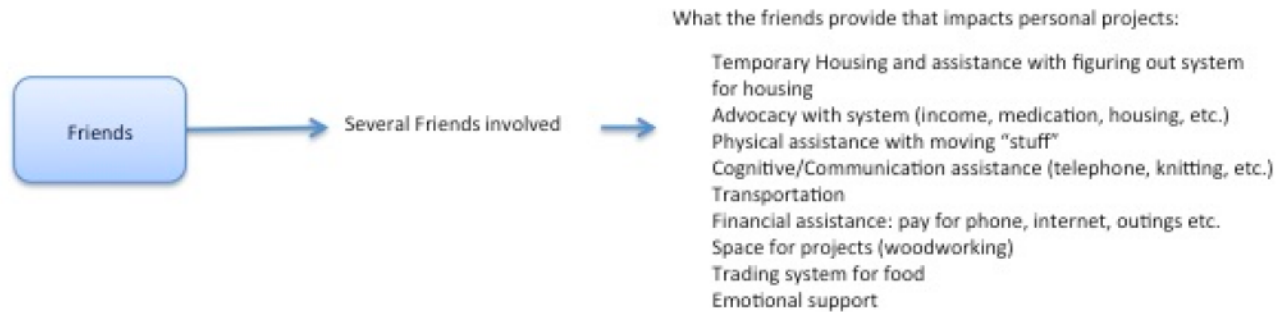 What the friends provide that impacts personal projects:
Friends
Several Friends involved
Temporary Housing and assistance with figuring out system
for housing
Advocacy with system (income, medication, housing, etc.)
Physical assistance with moving “stuff”
Cognitive/Communication assistance (telephone, knitting, etc.)
Transportation
Financial assistance: pay for phone, internet, outings etc.
Space for projects (woodworking)
Trading system for food
Emotional support